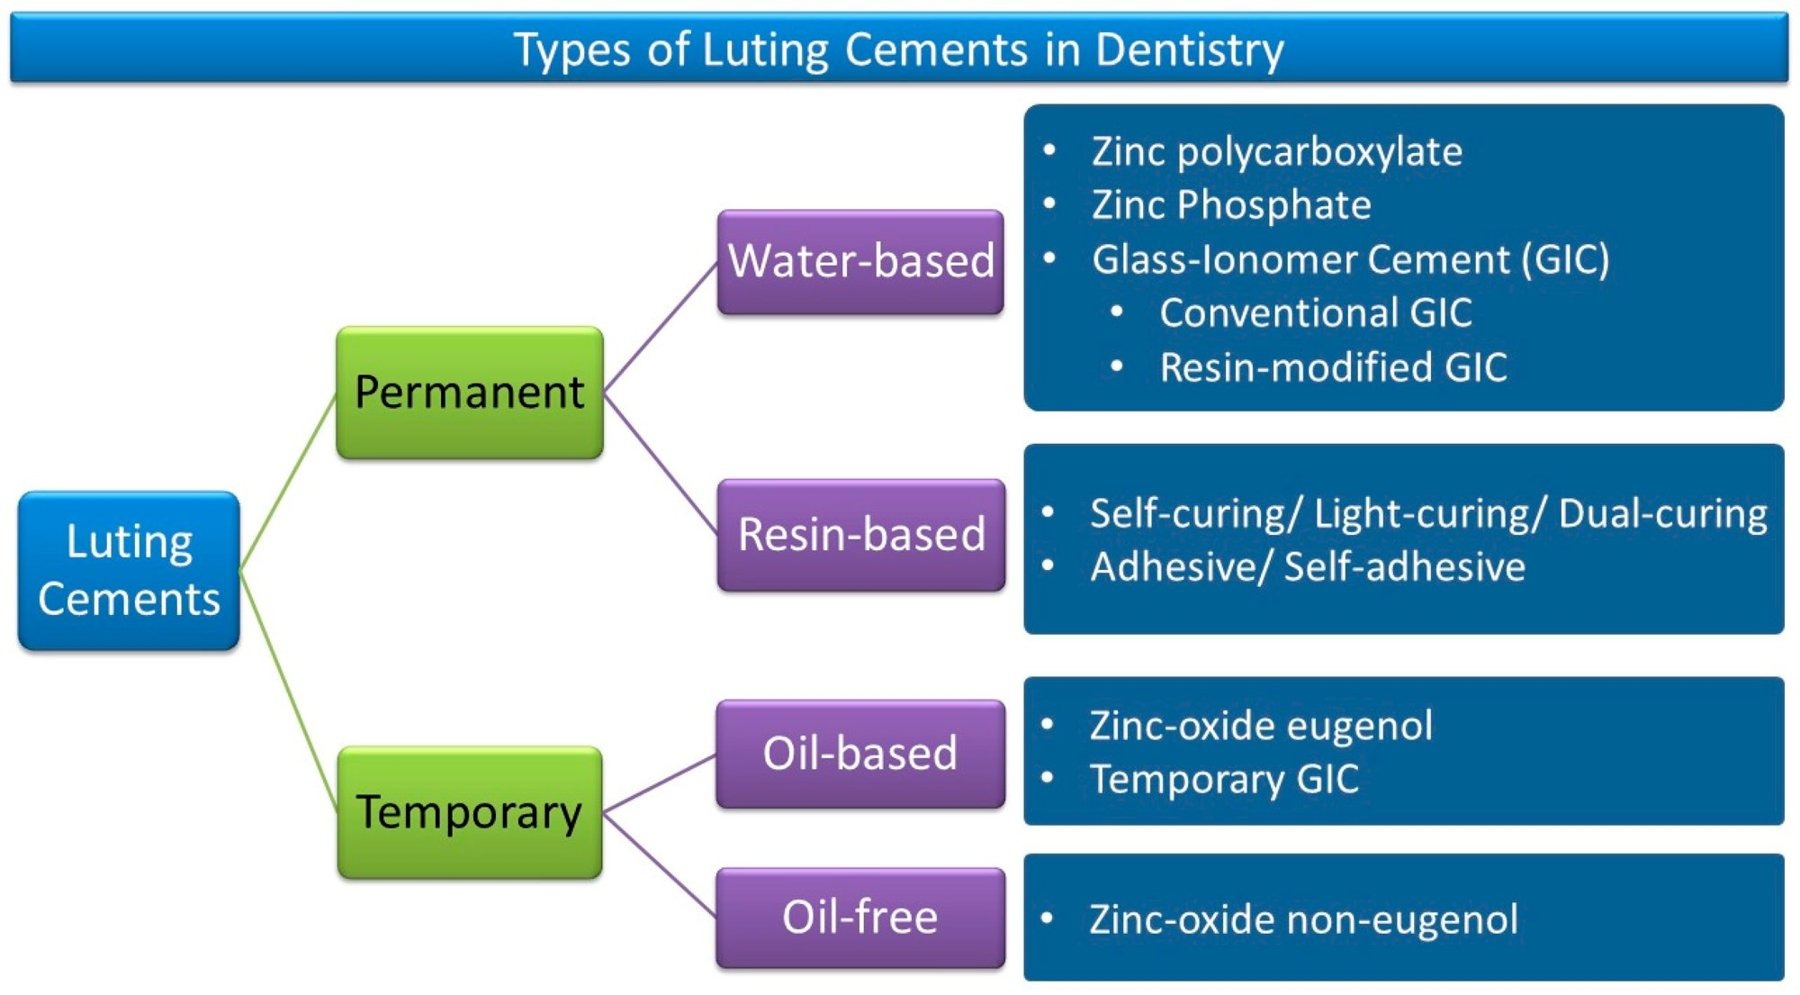 Types of Luting Cements in Dentistry
Luting
Cements
Permanent
Water-based
• Zinc polycarboxylate
• Zinc Phosphate
• Glass-Ionomer Cement (GIC)
• Conventional GIC
• Resin-modified GIC
Resin-based
• Self-curing/ Light-curing/ Dual-curing
• Adhesive/ Self-adhesive
Temporary
Oil-based
• Zinc-oxide eugenol
• Temporary GIC
Oil-free
• Zinc-oxide non-eugenol